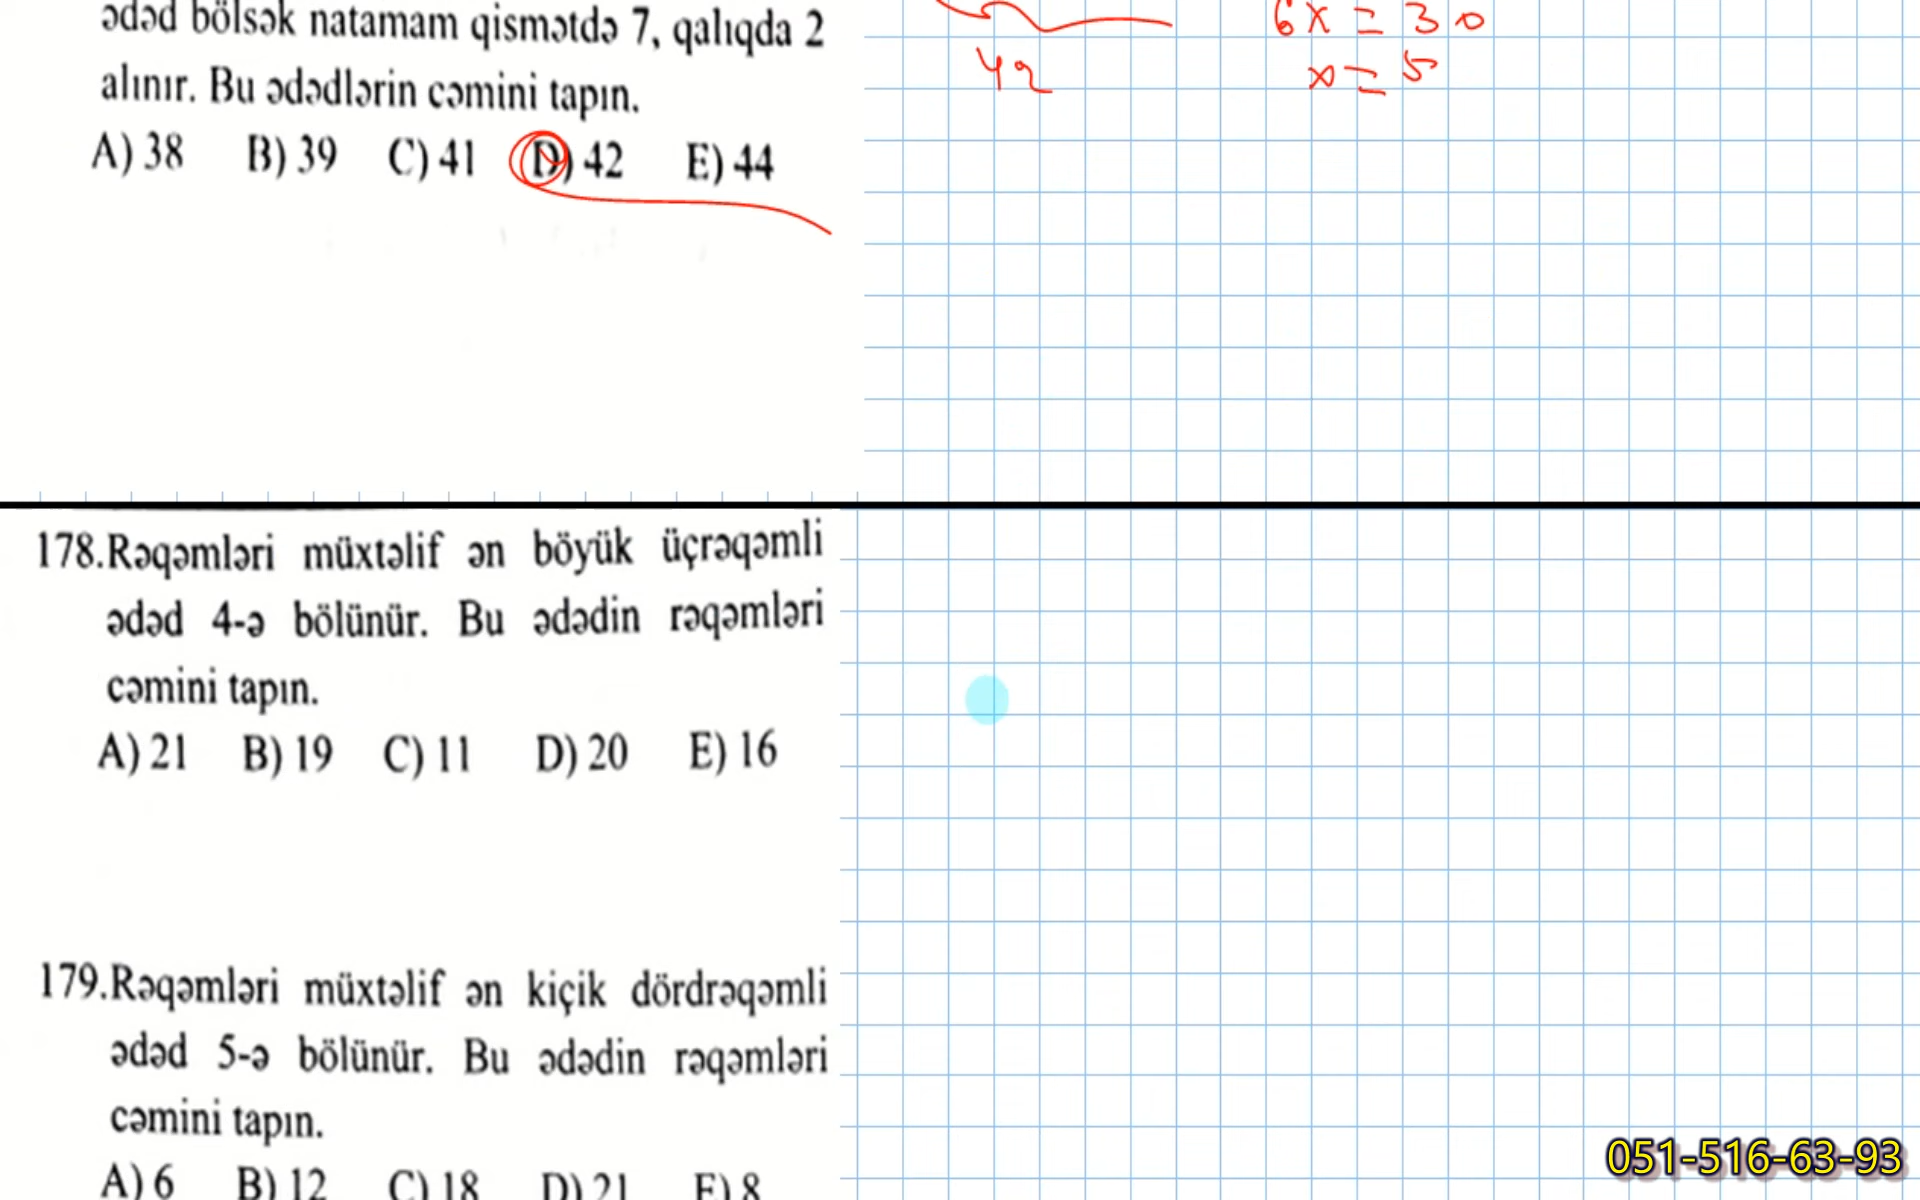 ədəd bölsək natamam qismətdə 7, qalıqda 2
alınır. Bu ədədlərin cəmini tapın.
A) 38 B) 39 C) 41 D) 42 E) 44
6x = 30
42
x = 5
178. Rəqəmləri müxtəlif ən böyük üçrəqəmli
ədəd 4-ə bölünür. Bu ədədin rəqəmləri
cəmini tapın.
A) 21 B) 19 C) 11 D) 20 E) 16
179. Rəqəmləri müxtəlif ən kiçik dördrəqəmli
ədəd 5-ə bölünür. Bu ədədin rəqəmləri
cəmini tapın.
A) 6 B) 12 C) 18 D) 21 E) 8
051-516-63-93